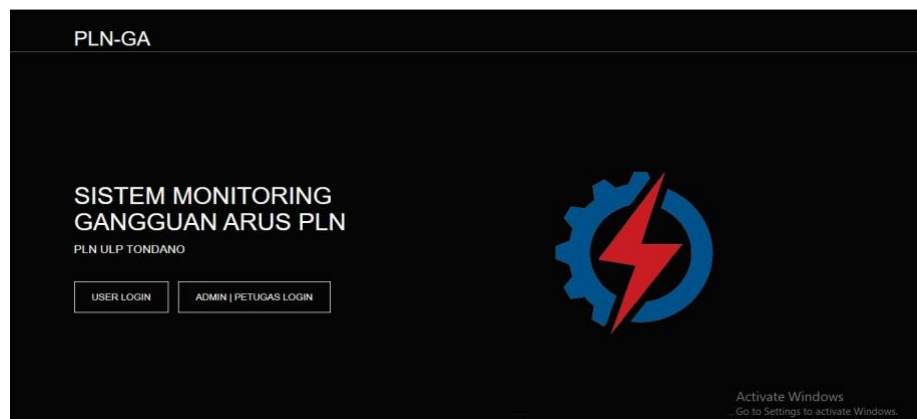 PLN-GA
SISTEM MONITORING
GANGGUAN ARUS PLN
PLN ULP TONDANO
USER LOGIN
ADMIN | PETUGAS LOGIN
Activate Windows
Go to Settings to activate Windows.